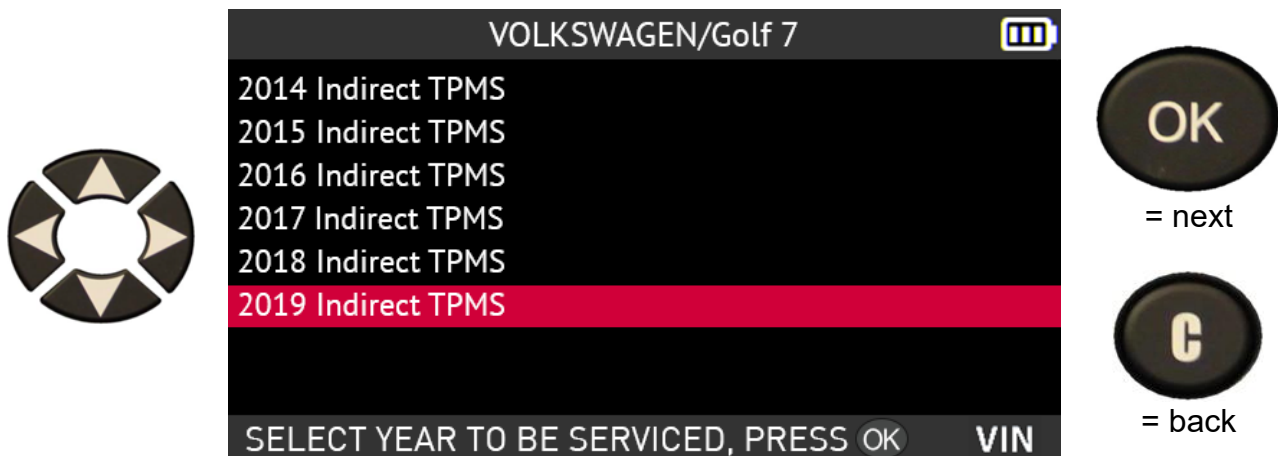 VOLKSWAGEN/Golf 7
2014 Indirect TPMS
2015 Indirect TPMS
2016 Indirect TPMS
2017 Indirect TPMS
2018 Indirect TPMS
2019 Indirect TPMS
SELECT YEAR TO BE SERVICED, PRESS OK VIN
OK
= next
C
= back